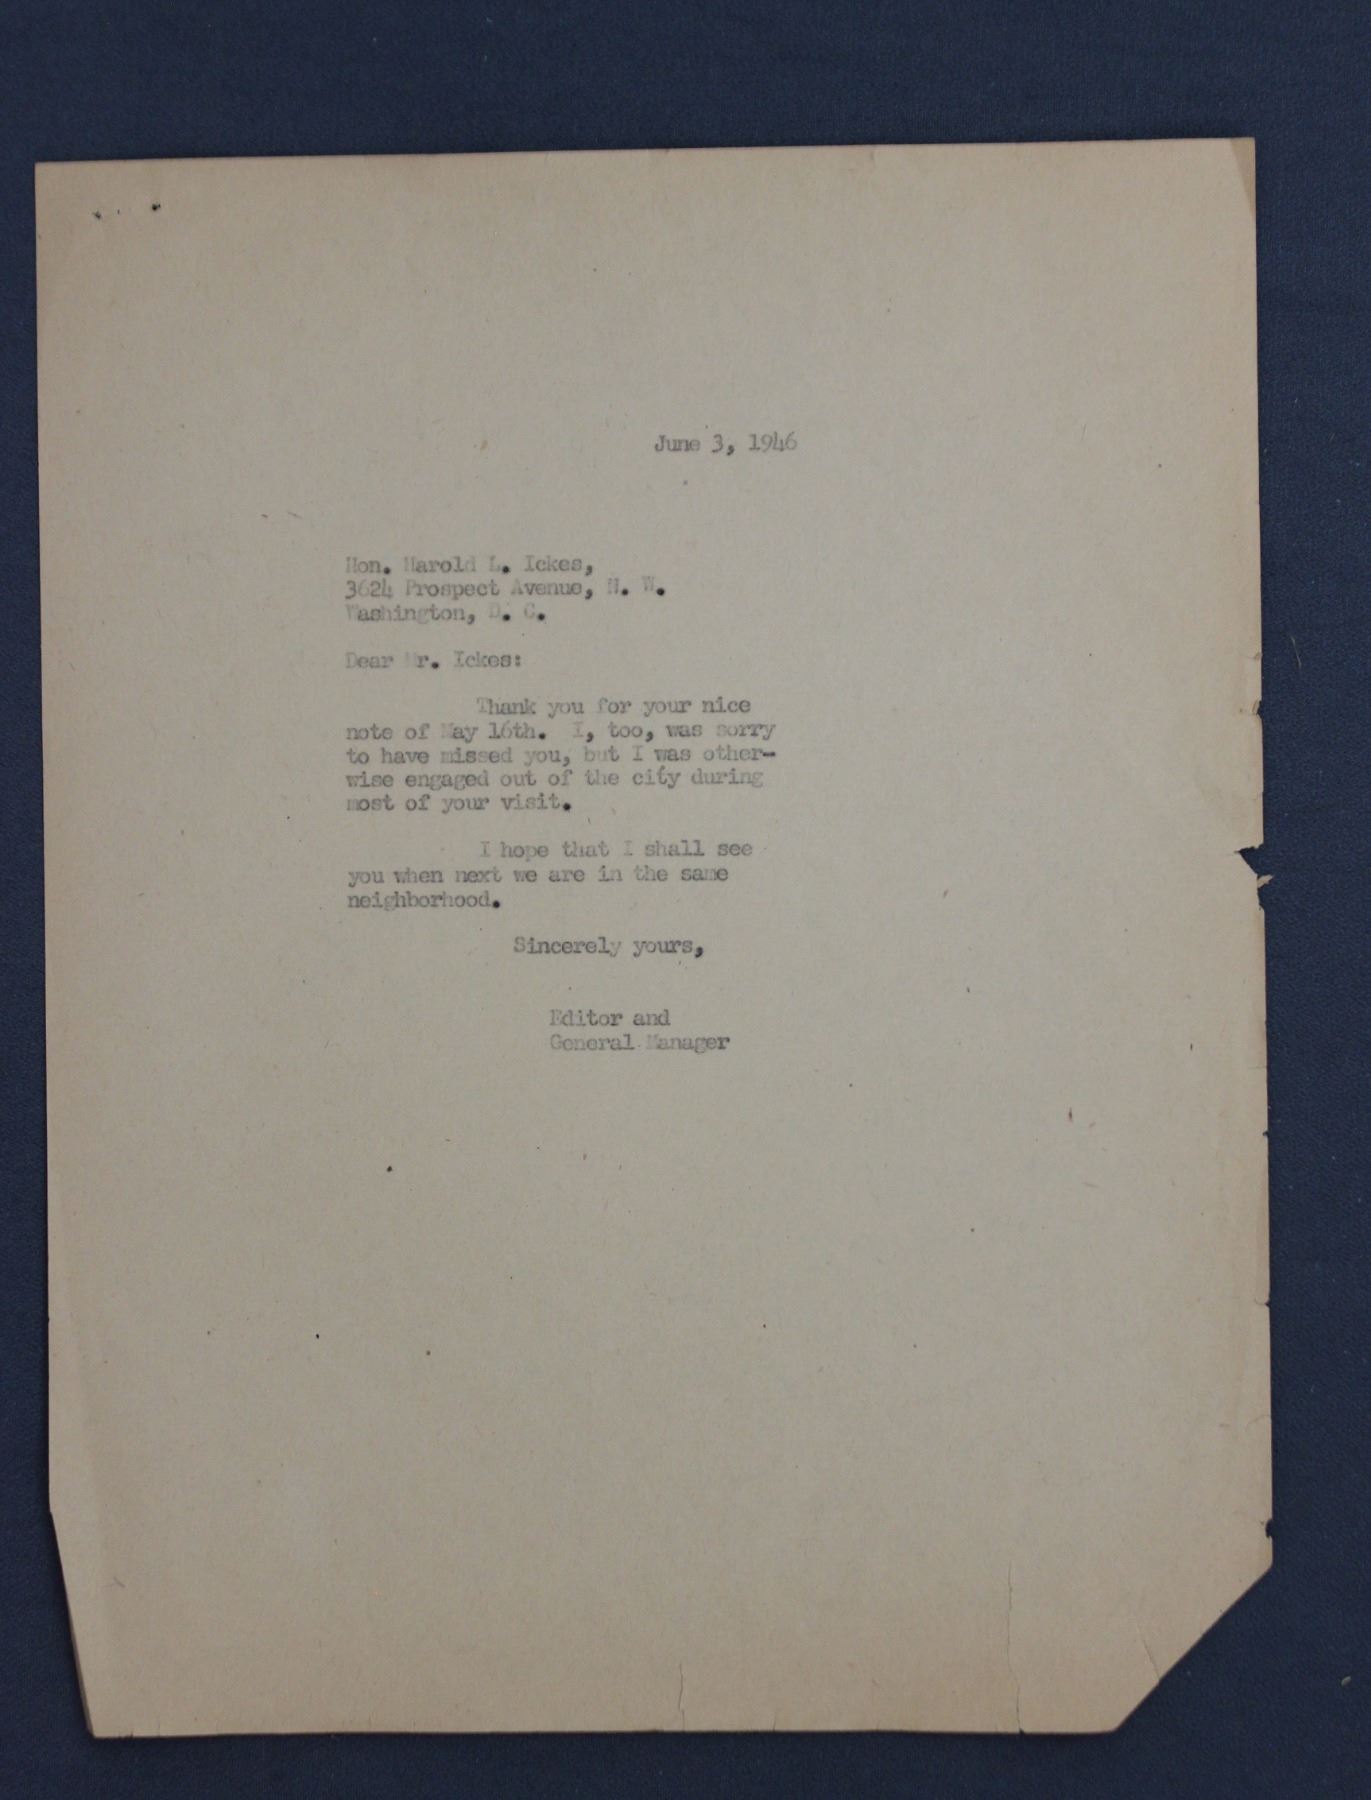 June 3, 1946
Hon. Harold L. Ickes,
3624 Prospect Avenue, N. W.
Washington, D. C.
Dear Mr. Ickes:
Thank you for your nice
note of May 16th. I, too, was sorry
to have missed you, but I was other-
wise engaged out of the city during
most of your visit.
I hope that I shall see
you when next we are in the same
neighborhood.
Sincerely yours,
Editor and
General Manager